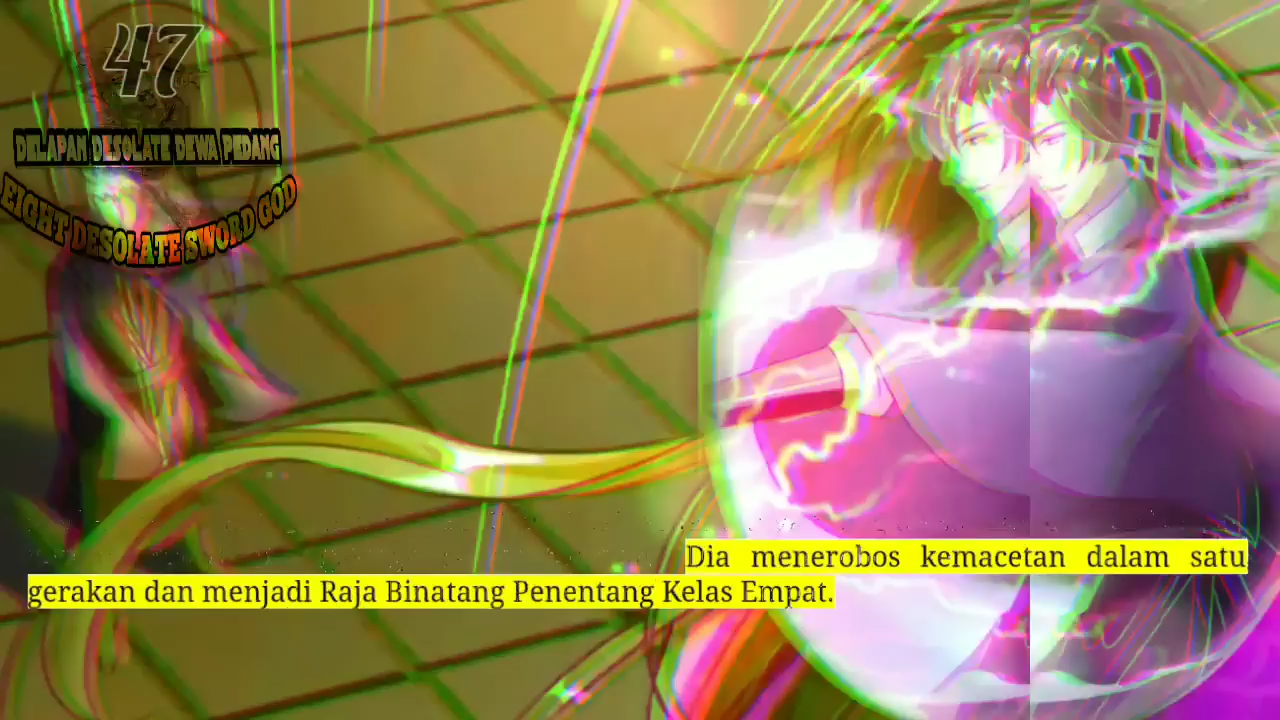 47
DELAPAN DESOLATE DEWA PEDANG
EIGHT DESOLATE SWORD GOD
Dia menerobos kemacetan dalam satu
gerakan dan menjadi Raja Binatang Penentang Kelas Empat.